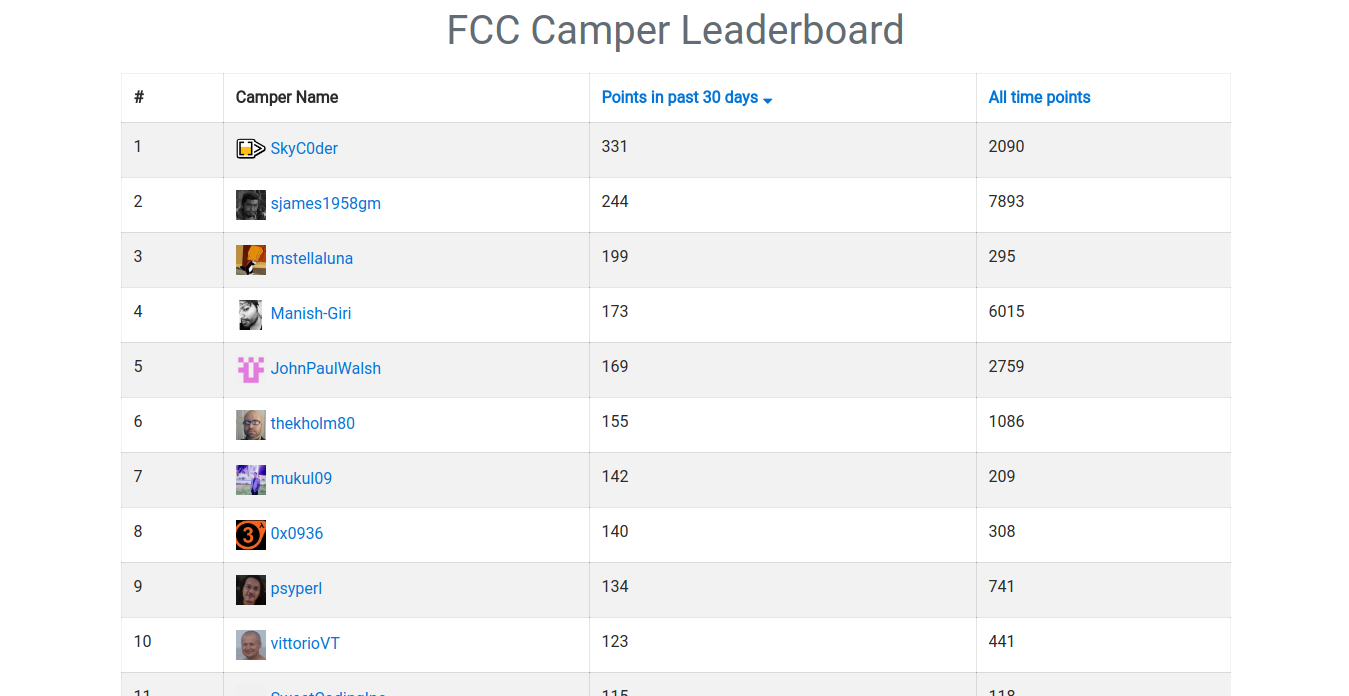 FCC Camper Leaderboard
# Camper Name Points in past 30 days All time points
1 SkyC0der 331 2090
2 sjames1958gm 244 7893
3 mstellaluna 199 295
4 Manish-Giri 173 6015
5 JohnPaulWalsh 169 2759
6 thekholm80 155 1086
7 mukul09 142 209
8 0x0936 140 308
9 psyperl 134 741
10 vittorioVT 123 441
11 SweetCodingInc 115 118